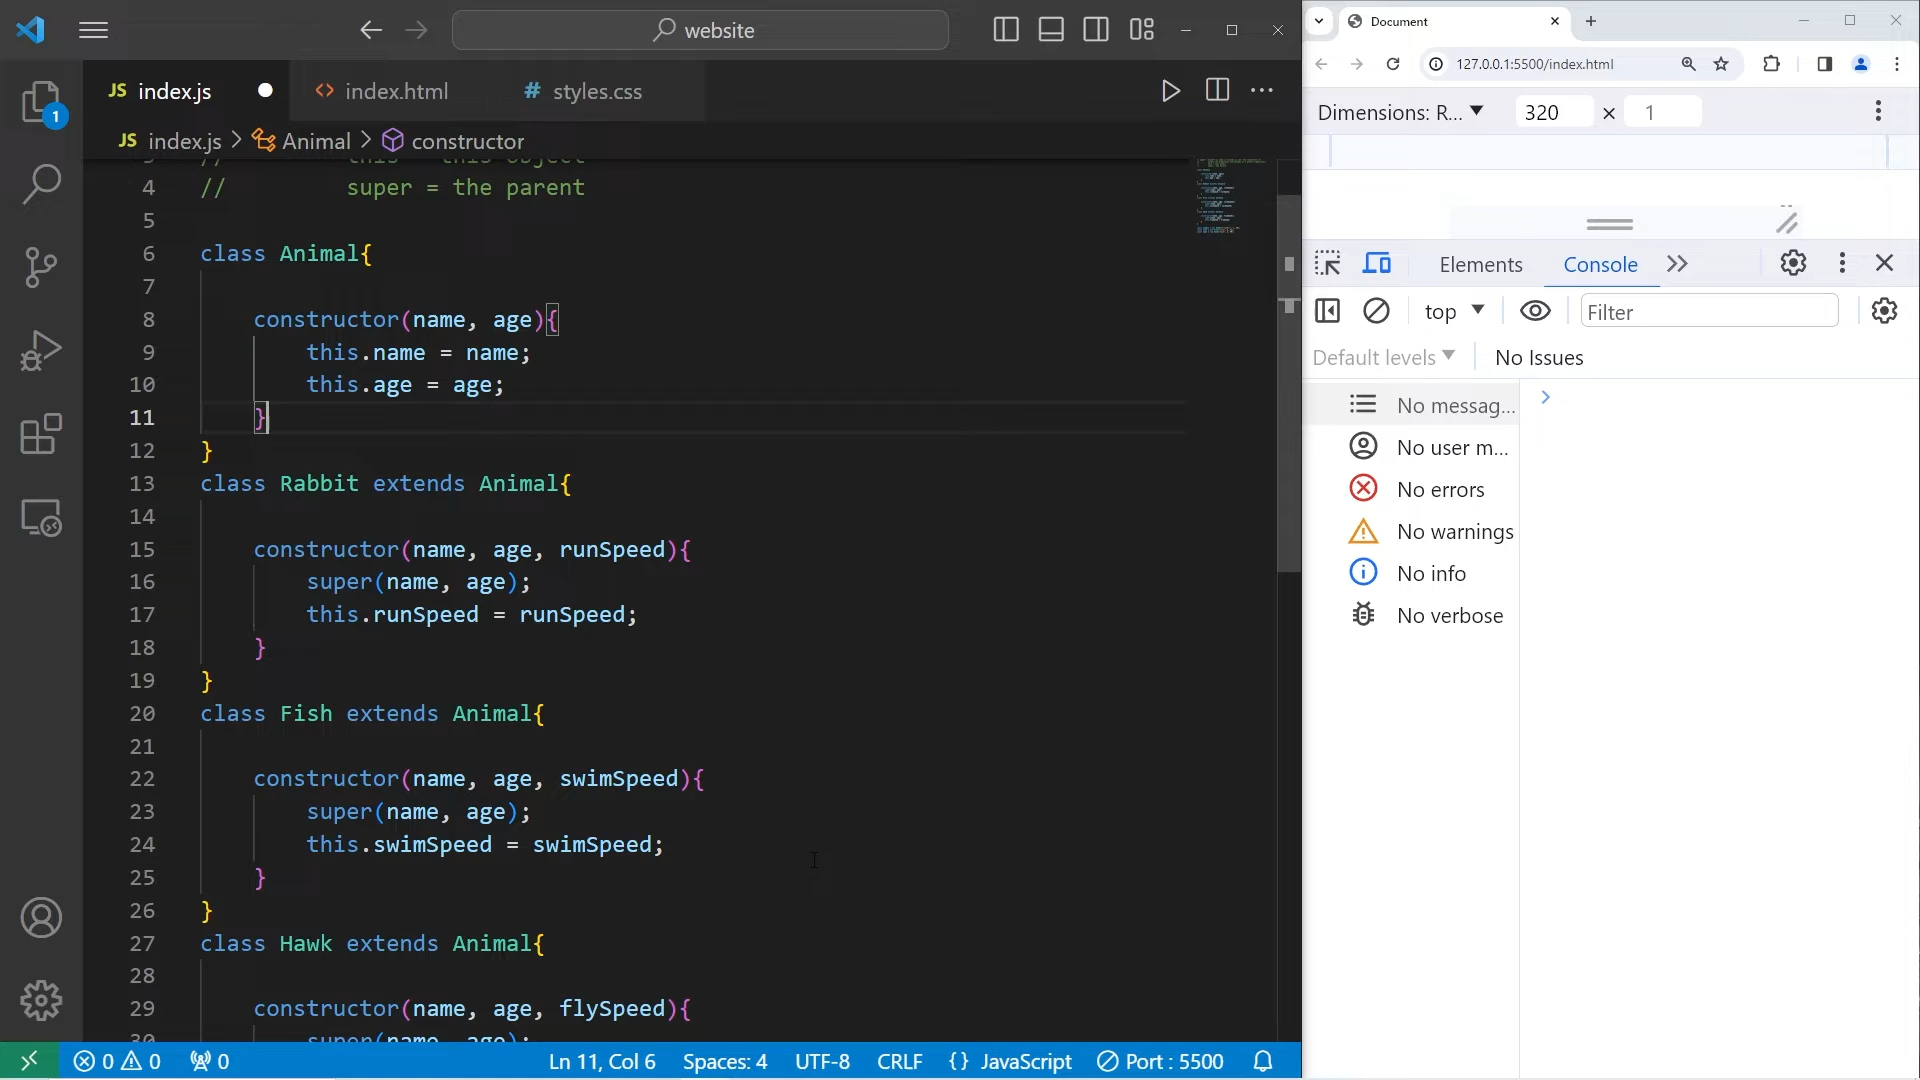 website
JS index.js
<> index.html
# styles.css
JS index.js > Animal > constructor
4 // super = the parent
5
6 class Animal{
7
8 constructor(name, age){
9 this.name = name;
10 this.age = age;
11 }
12 }
13 class Rabbit extends Animal{
14
15 constructor(name, age, runSpeed){
16 super(name, age);
17 this.runSpeed = runSpeed;
18 }
19 }
20 class Fish extends Animal{
21
22 constructor(name, age, swimSpeed){
23 super(name, age);
24 this.swimSpeed = swimSpeed;
25 }
26 }
27 class Hawk extends Animal{
28
29 constructor(name, age, flySpeed){
30 super(name, age);
1
0 0 0
Ln 11, Col 6
Spaces: 4
UTF-8
CRLF
{ } JavaScript
Port : 5500
Document
127.0.0.1:5500/index.html
Dimensions: R... 320 × 1
Elements
Console
top
Filter
Default levels
No Issues
No messag...
No user m...
No errors
No warnings
No info
No verbose